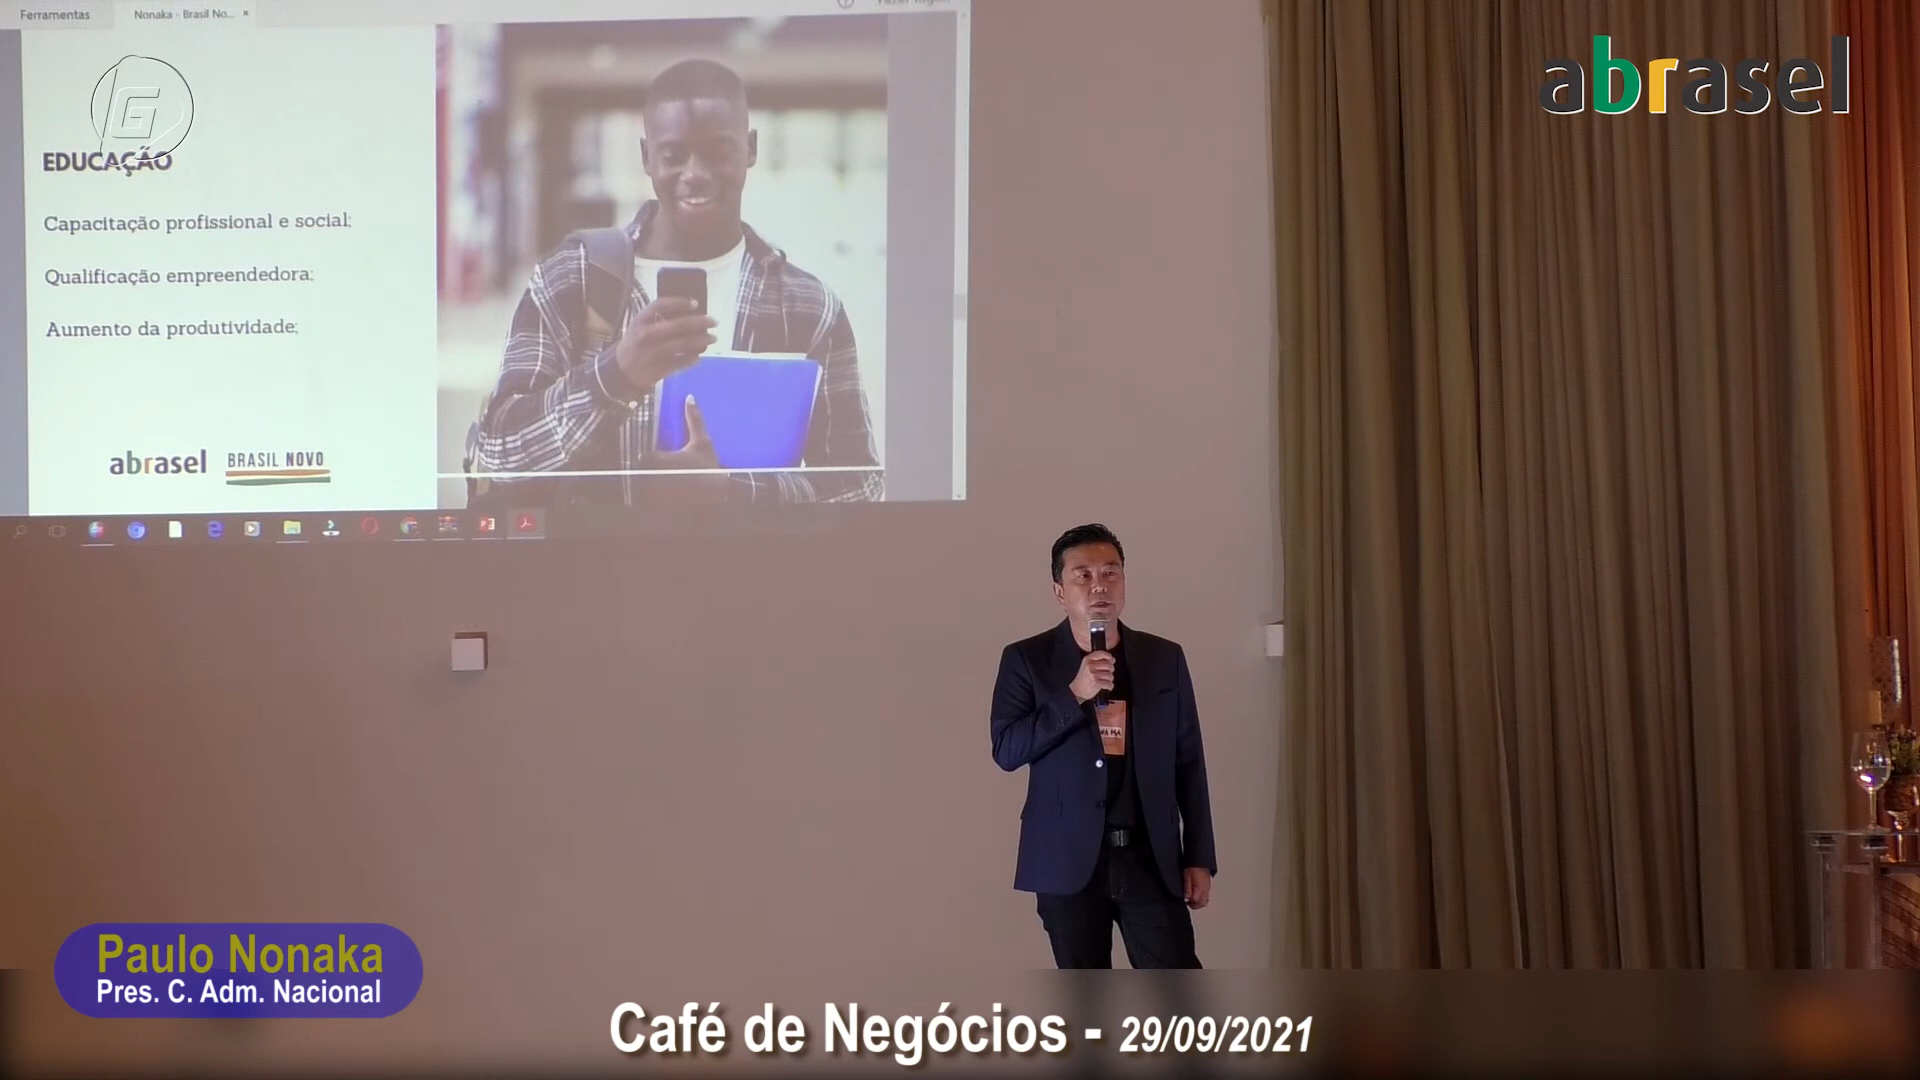 Ferramentas
Nonaka - Brasil No... ×
abrasel
G
EDUCAÇÃO
Capacitação profissional e social;
Qualificação empreendedora;
Aumento da produtividade;
abrasel
BRASIL NOVO
Paulo Nonaka
Pres. C. Adm. Nacional
Café de Negócios - 29/09/2021